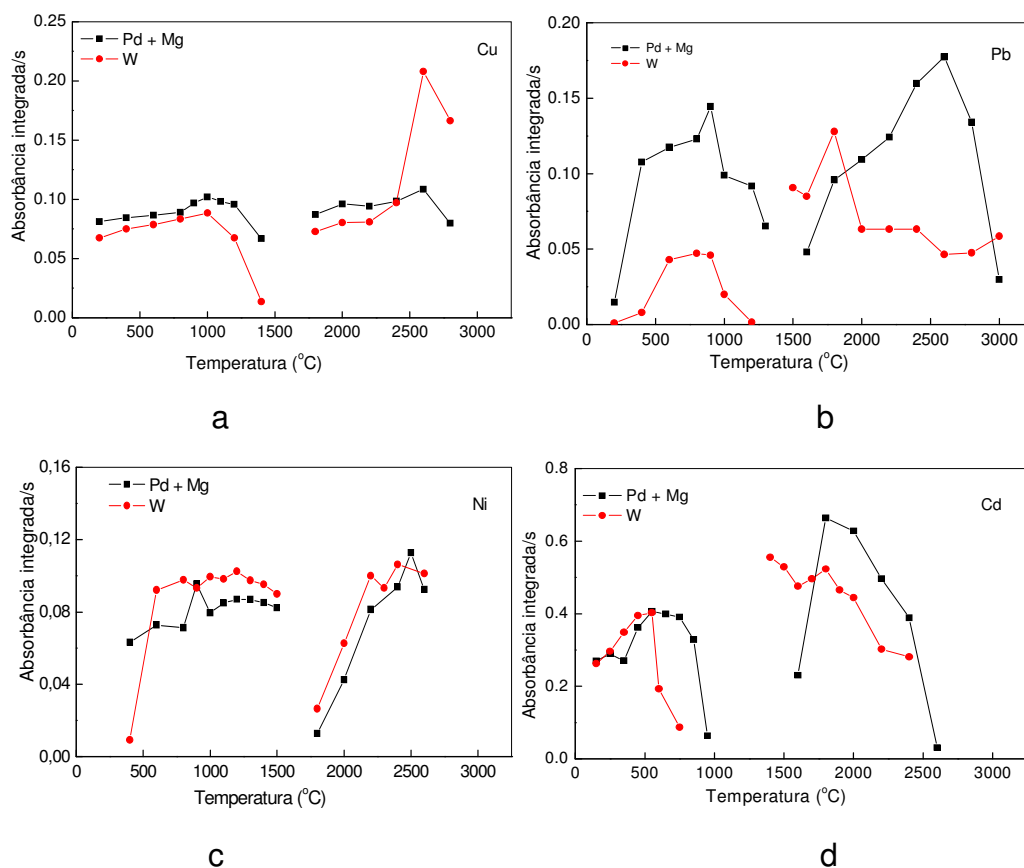 Absorbância integrada/s
0.25
0.20
0.15
0.10
0.05
0.00
Pd + Mg
W
Cu
0 500 1000 1500 2000 2500 3000
Temperatura (°C)
a
Absorbância integrada/s
0.20
0.15
0.10
0.05
0.00
Pd + Mg
W
Pb
0 500 1000 1500 2000 2500 3000
Temperatura (°C)
b
Absorbância integrada/s
0,16
0,12
0,08
0,04
0,00
Pd + Mg
W
Ni
0 500 1000 1500 2000 2500 3000
Temperatura (°C)
c
Absorbância integrada/s
0.8
0.6
0.4
0.2
0.0
Pd + Mg
W
Cd
0 500 1000 1500 2000 2500 3000
Temperatura (°C)
d